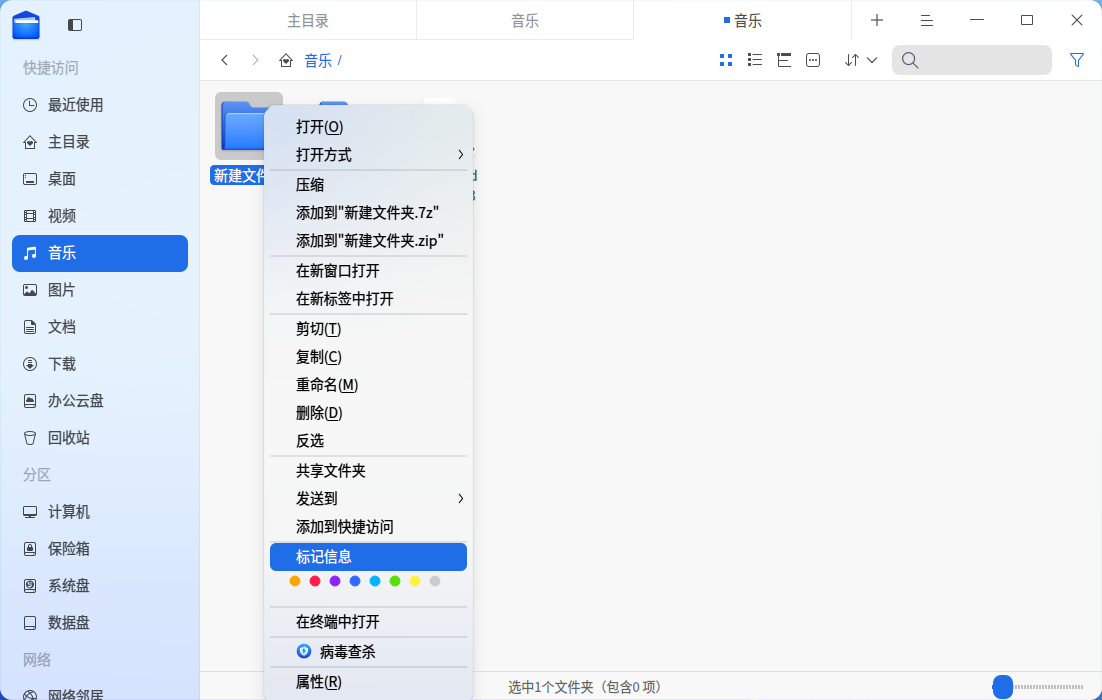 主目录
音乐
音乐
音乐 /
快捷访问
最近使用
主目录
桌面
视频
音乐
图片
文档
下载
办公云盘
回收站
分区
计算机
保险箱
系统盘
数据盘
网络
网络邻居
新建文件
打开(O)
打开方式
压缩
添加到"新建文件夹.7z"
添加到"新建文件夹.zip"
在新窗口打开
在新标签中打开
剪切(T)
复制(C)
重命名(M)
删除(D)
反选
共享文件夹
发送到
添加到快捷访问
标记信息
在终端中打开
病毒查杀
属性(R)
选中1个文件夹（包含0 项）